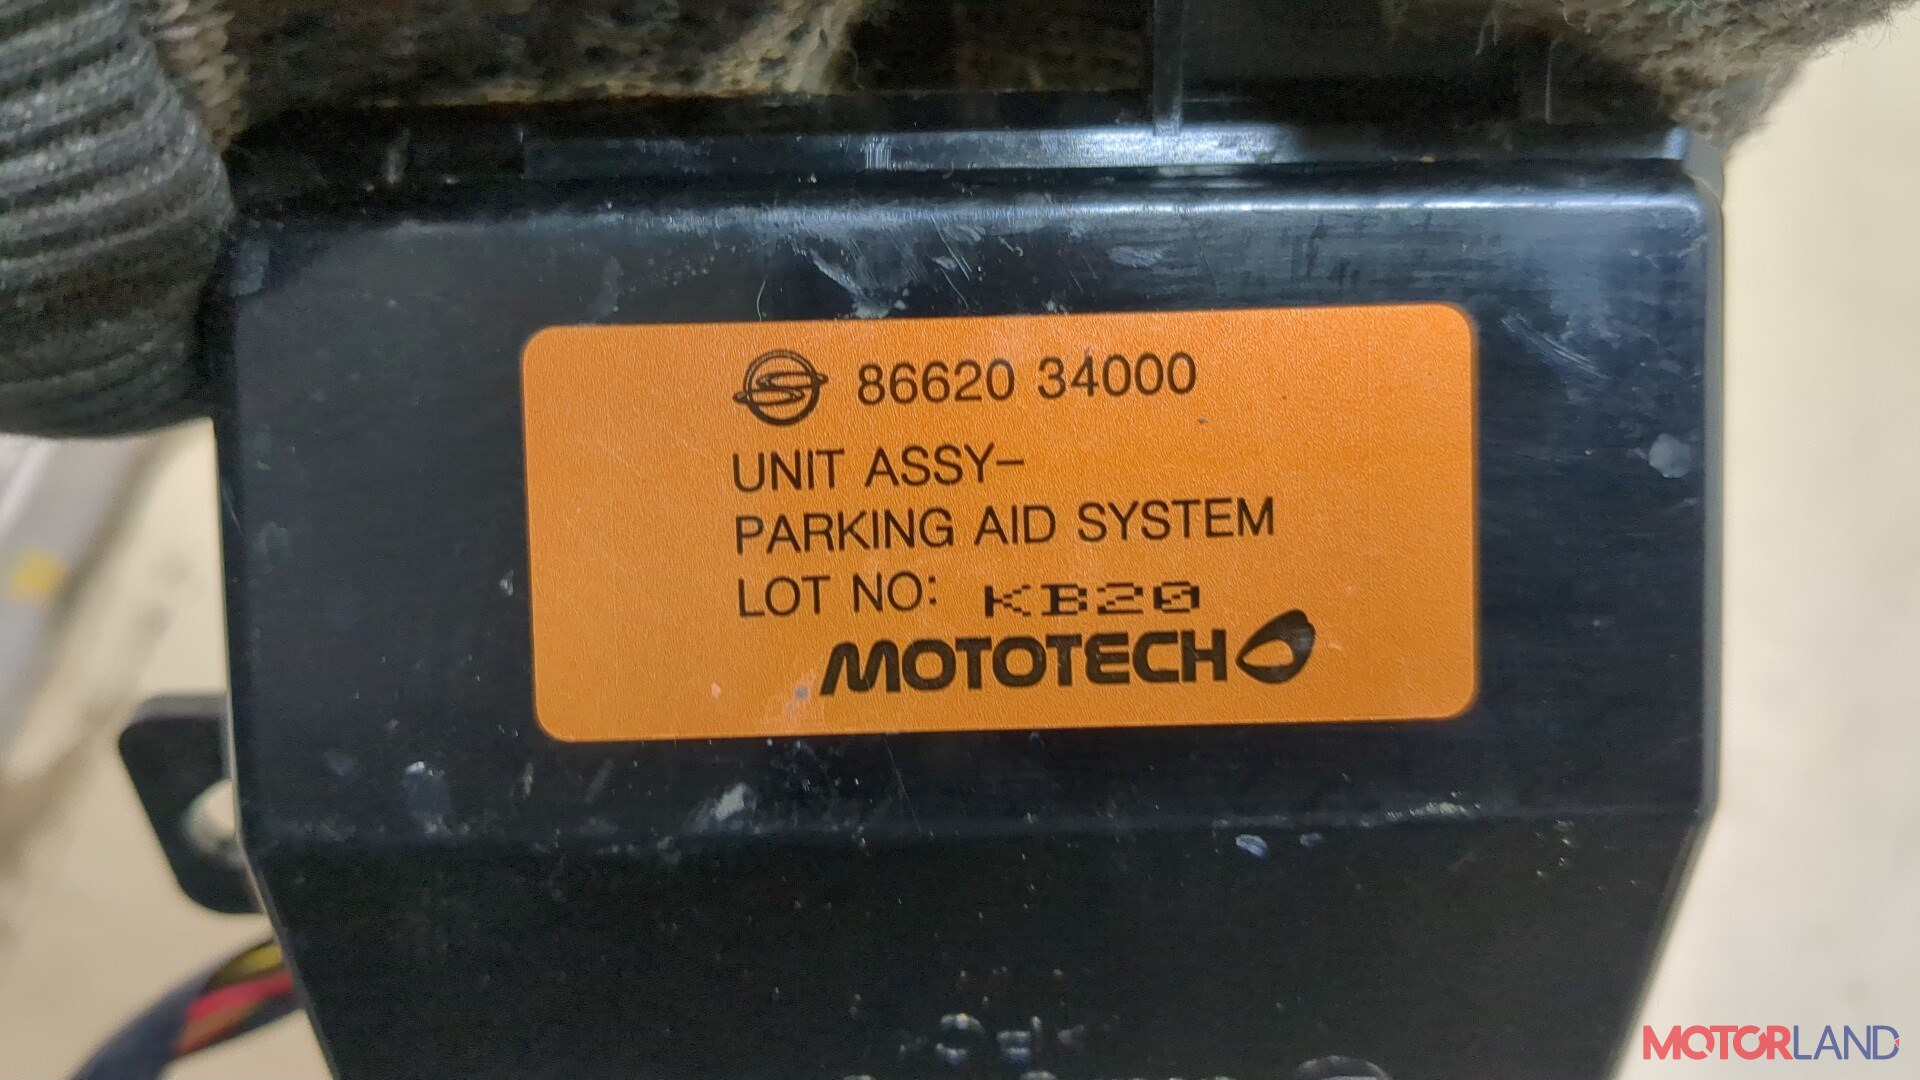 86620 34000
UNIT ASSY-
PARKING AID SYSTEM
LOT NO: KB20
MOTOTECH
MOTORLAND